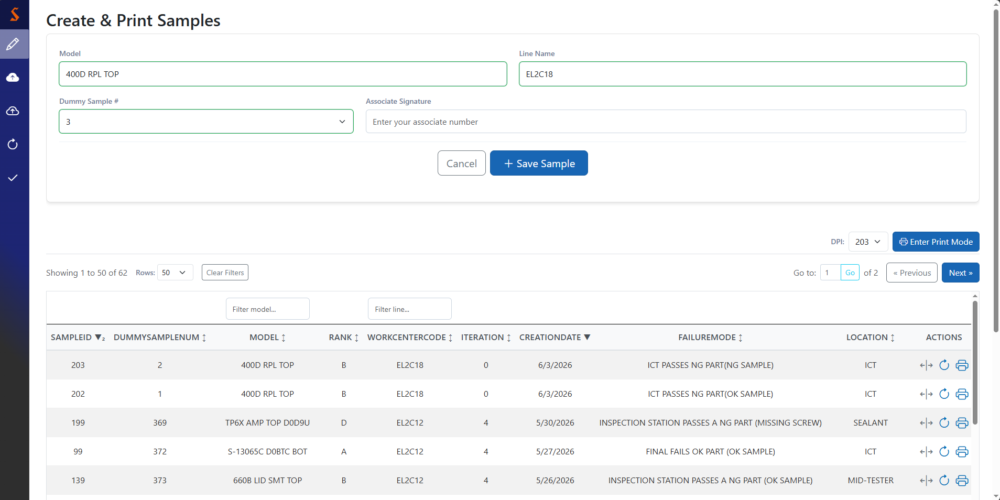 Create & Print Samples
Model
Line Name
400D RPL TOP
EL2C18
Dummy Sample #
Associate Signature
3
Enter your associate number
Cancel
+ Save Sample
DPI: 203 Enter Print Mode
Showing 1 to 50 of 62 Rows: 50 Clear Filters Go to: 1 Go of 2 « Previous Next »
Filter model... Filter line...
SAMPLEID ▼2 DUMMYSAMPLENUM ↕ MODEL ↕ RANK ↕ WORKCENTERCODE ↕ ITERATION ↕ CREATIONDATE ▼ FAILUREMODE ↕ LOCATION ↕ ACTIONS
203 2 400D RPL TOP B EL2C18 0 6/3/2026 ICT PASSES NG PART(NG SAMPLE) ICT
202 1 400D RPL TOP B EL2C18 0 6/3/2026 ICT PASSES NG PART(OK SAMPLE) ICT
199 369 TP6X AMP TOP D0D9U D EL2C12 4 5/30/2026 INSPECTION STATION PASSES A NG PART (MISSING SCREW) SEALANT
99 372 S-13065C D0BTC BOT A EL2C12 4 5/27/2026 FINAL FAILS OK PART (OK SAMPLE) ICT
139 373 660B LID SMT TOP B EL2C12 4 5/26/2026 INSPECTION STATION PASSES A NG PART (OK SAMPLE) MID-TESTER